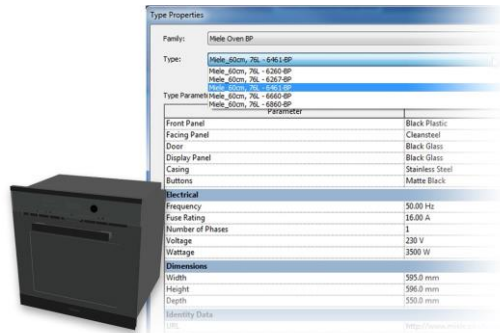 Type Properties
Family: Miele Oven BP
Type: Miele_60cm, 76L - 6461-BP
Miele_60cm, 76L - 6260-BP
Miele_60cm, 76L - 6267-BP
Miele_60cm, 76L - 6461-BP
Miele_60cm, 76L - 6660-BP
Type Parameters Miele_60cm, 76L - 6860-BP
Parameter
Front Panel Black Plastic
Facing Panel Cleansteel
Door Black Glass
Display Panel Black Glass
Casing Stainless Steel
Buttons Matte Black
Electrical
Frequency 50.00 Hz
Fuse Rating 16.00 A
Number of Phases 1
Voltage 230 V
Wattage 3500 W
Dimensions
Width 595.0 mm
Height 596.0 mm
Depth 550.0 mm
Identity Data
URL